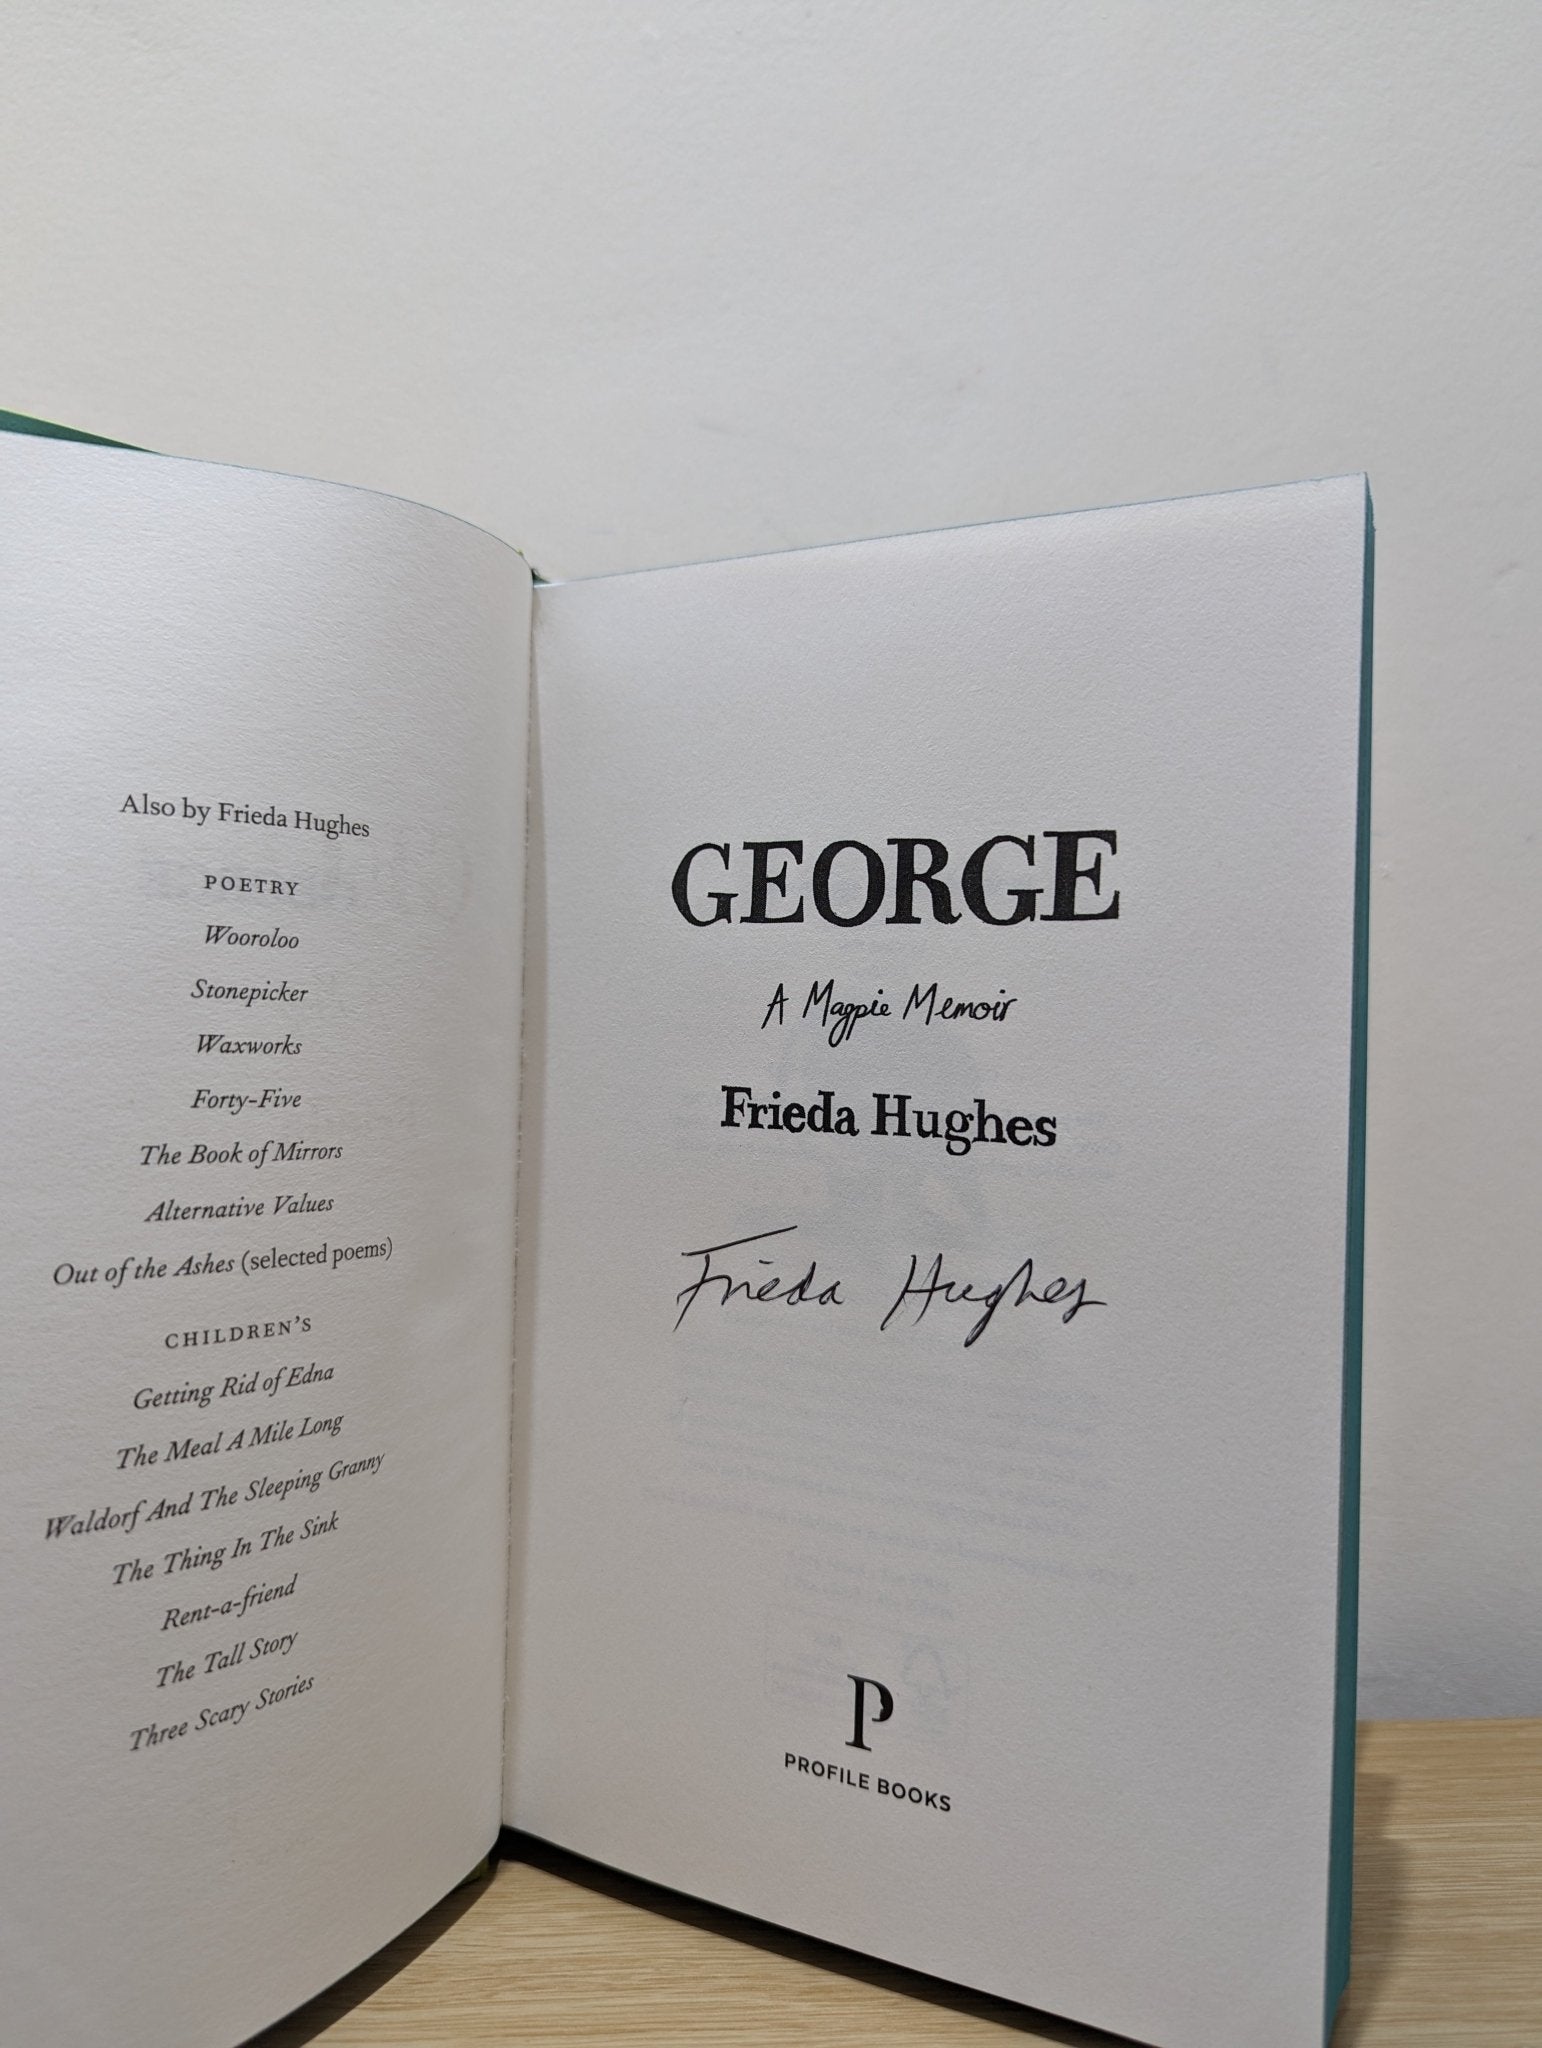 Also by Frieda Hughes
POETRY
Wooroloo
Stonepicker
Waxworks
Forty-Five
The Book of Mirrors
Alternative Values
Out of the Ashes (selected poems)
CHILDREN'S
Getting Rid of Edna
The Meal A Mile Long
Waldorf And The Sleeping Granny
The Thing In The Sink
Rent-a-friend
The Tall Story
Three Scary Stories
GEORGE
A Magpie Memoir
Frieda Hughes
Frieda Hughes
P
PROFILE BOOKS